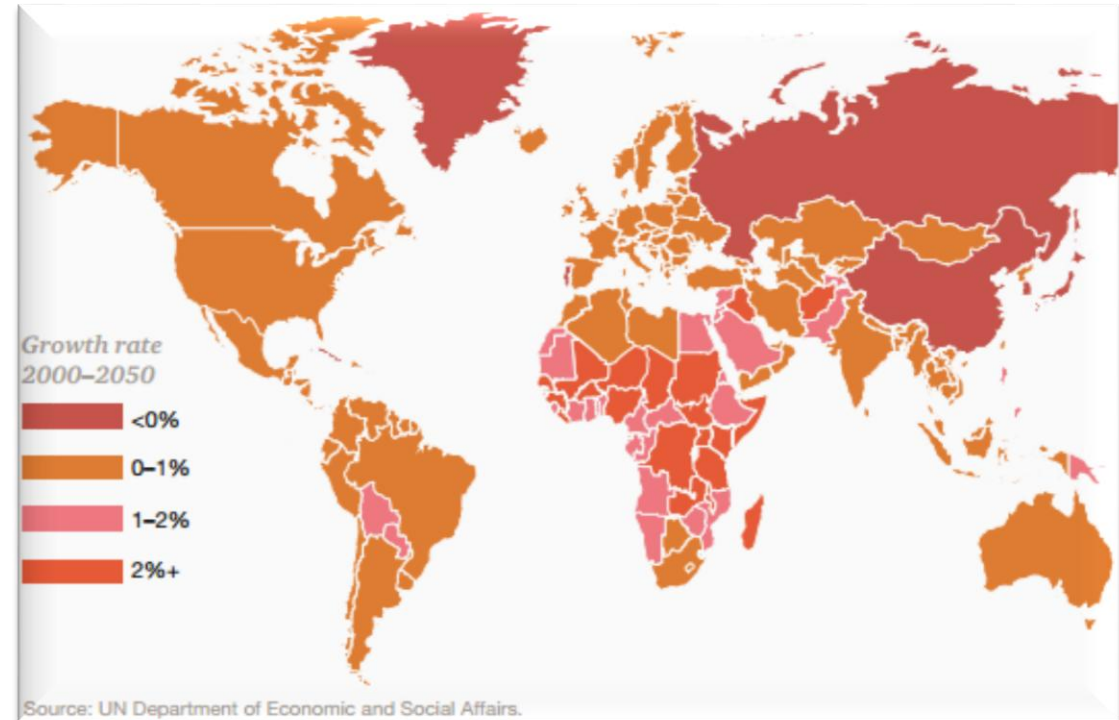 Growth rate
2000–2050
<0%
0–1%
1–2%
2%+
Source: UN Department of Economic and Social Affairs.